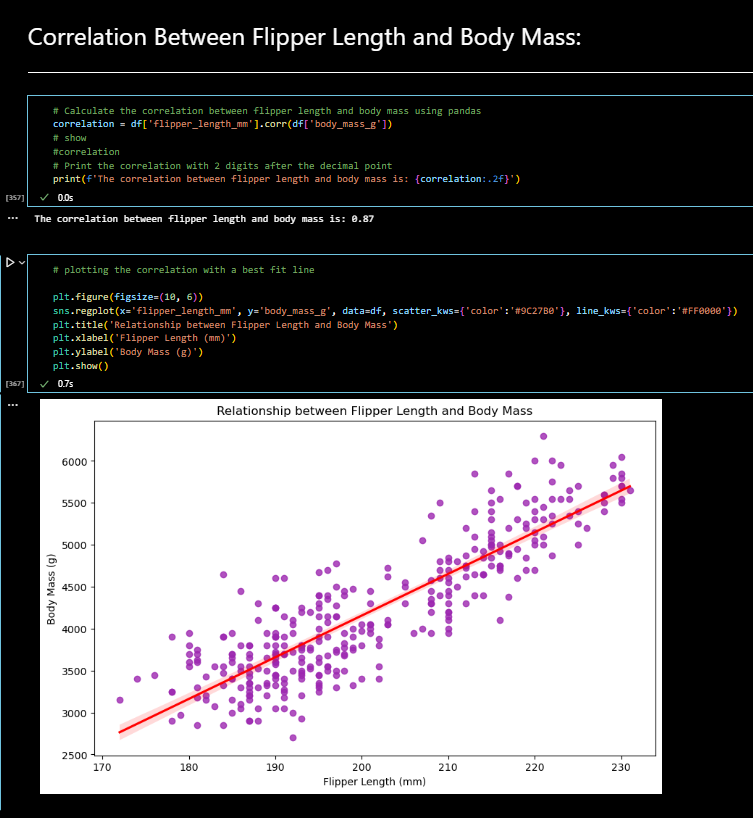 Correlation Between Flipper Length and Body Mass:
# Calculate the correlation between flipper length and body mass using pandas
correlation = df['flipper_length_mm'].corr(df['body_mass_g'])
# show
#correlation
# Print the correlation with 2 digits after the decimal point
print(f'The correlation between flipper length and body mass is: {correlation:.2f}')
[357] ✓ 0.0s
... The correlation between flipper length and body mass is: 0.87
# plotting the correlation with a best fit line
plt.figure(figsize=(10, 6))
sns.regplot(x='flipper_length_mm', y='body_mass_g', data=df, scatter_kws={'color':'#9C27B0'}, line_kws={'color':'#FF0000'})
plt.title('Relationship between Flipper Length and Body Mass')
plt.xlabel('Flipper Length (mm)')
plt.ylabel('Body Mass (g)')
plt.show()
[367] ✓ 0.7s
...
Relationship between Flipper Length and Body Mass
Body Mass (g)
6000
5500
5000
4500
4000
3500
3000
2500
170 180 190 200 210 220 230
Flipper Length (mm)